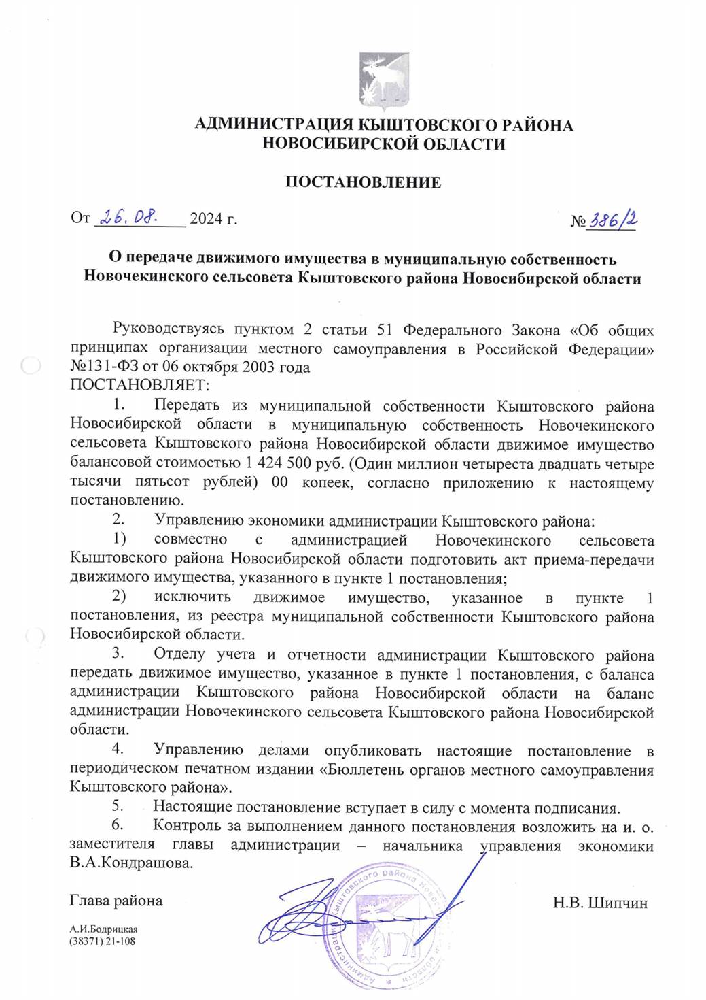 АДМИНИСТРАЦИЯ КЫШТОВСКОГО РАЙОНА
НОВОСИБИРСКОЙ ОБЛАСТИ
ПОСТАНОВЛЕНИЕ
От 26.08. 2024 г. № 386/2
О передаче движимого имущества в муниципальную собственность
Новочекинского сельсовета Кыштовского района Новосибирской области
Руководствуясь пунктом 2 статьи 51 Федерального Закона «Об общих
принципах организации местного самоуправления в Российской Федерации»
№131-ФЗ от 06 октября 2003 года
ПОСТАНОВЛЯЕТ:
1. Передать из муниципальной собственности Кыштовского района
Новосибирской области в муниципальную собственность Новочекинского
сельсовета Кыштовского района Новосибирской области движимое имущество
балансовой стоимостью 1 424 500 руб. (Один миллион четыреста двадцать четыре
тысячи пятьсот рублей) 00 копеек, согласно приложению к настоящему
постановлению.
2. Управлению экономики администрации Кыштовского района:
1) совместно с администрацией Новочекинского сельсовета
Кыштовского района Новосибирской области подготовить акт приема-передачи
движимого имущества, указанного в пункте 1 постановления;
2) исключить движимое имущество, указанное в пункте 1
постановления, из реестра муниципальной собственности Кыштовского района
Новосибирской области.
3. Отделу учета и отчетности администрации Кыштовского района
передать движимое имущество, указанное в пункте 1 постановления, с баланса
администрации Кыштовского района Новосибирской области на баланс
администрации Новочекинского сельсовета Кыштовского района Новосибирской
области.
4. Управлению делами опубликовать настоящие постановление в
периодическом печатном издании «Бюллетень органов местного самоуправления
Кыштовского района».
5. Настоящие постановление вступает в силу с момента подписания.
6. Контроль за выполнением данного постановления возложить на и. о.
заместителя главы администрации – начальника управления экономики
В.А.Кондрашова.
Глава района Н.В. Шипчин
А.И.Бодрицкая
(38371) 21-108
Администрация Кыштовского района области